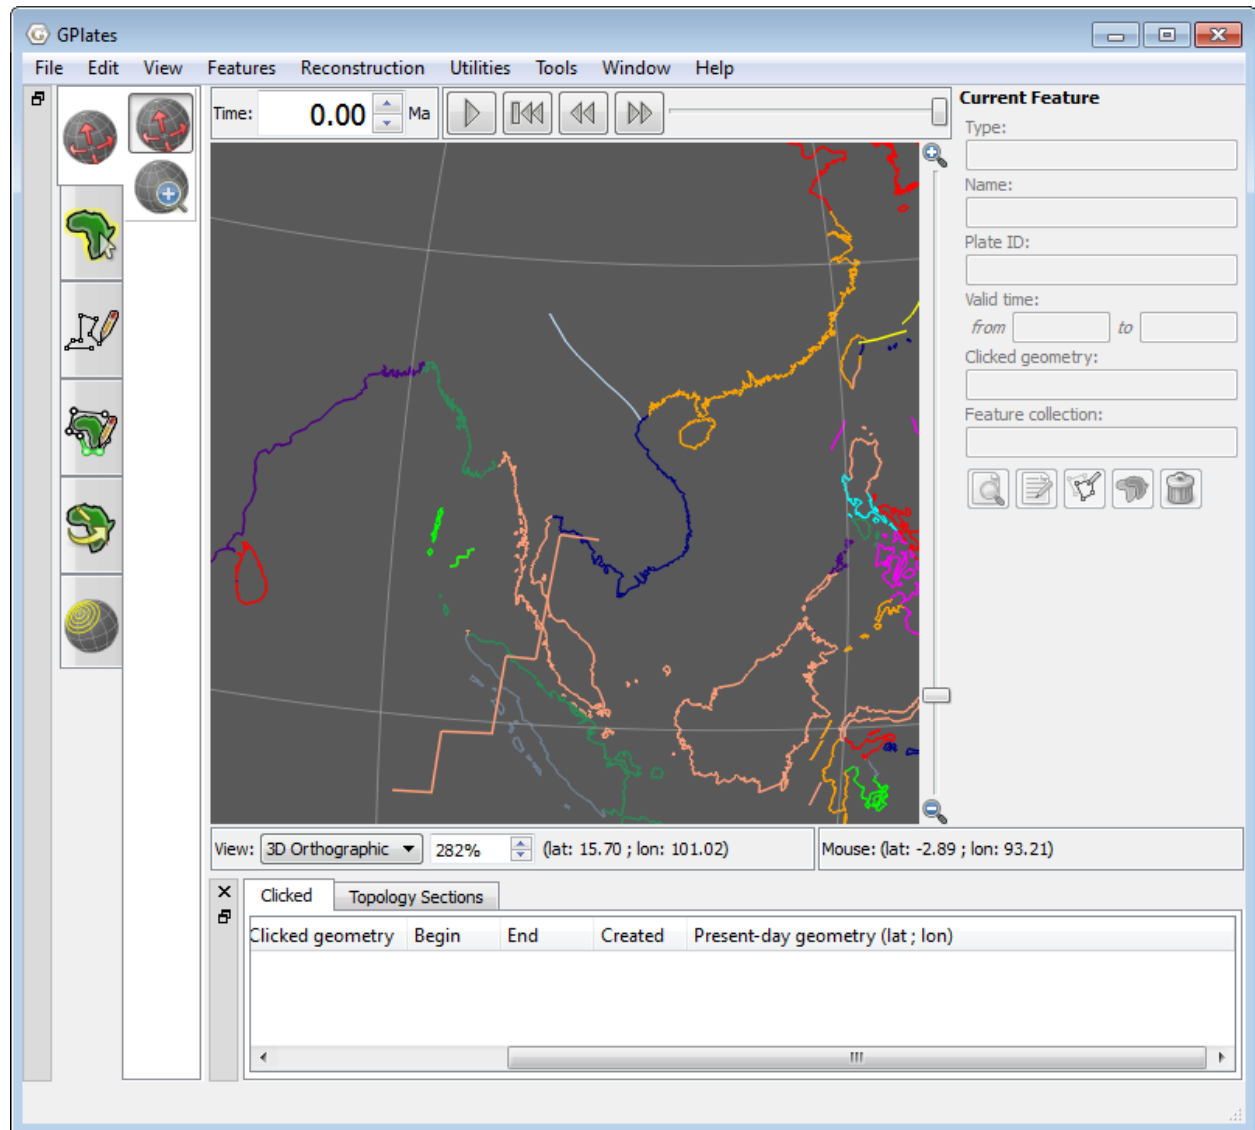 GPlates
File Edit View Features Reconstruction Utilities Tools Window Help
Time: 0.00 Ma
Current Feature
Type:
Name:
Plate ID:
Valid time:
from to
Clicked geometry:
Feature collection:
View: 3D Orthographic 282% (lat: 15.70 ; lon: 101.02) Mouse: (lat: -2.89 ; lon: 93.21)
Clicked Topology Sections
Clicked geometry Begin End Created Present-day geometry (lat ; lon)